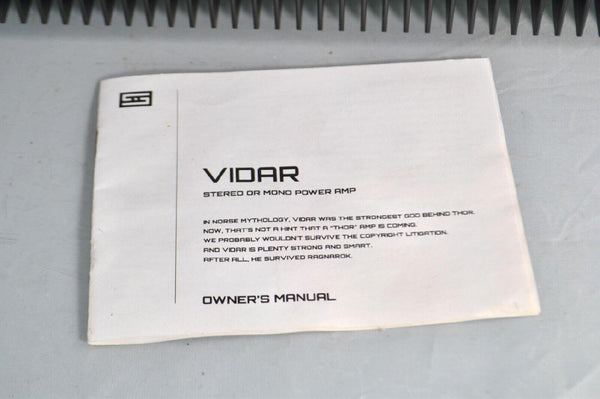 VIDAR
STEREO OR MONO POWER AMP
IN NORSE MYTHOLOGY, VIDAR WAS THE STRONGEST GOD BEHIND THOR.
NOW, THAT'S NOT A HINT THAT A "THOR" AMP IS COMING.
WE PROBABLY WOULDN'T SURVIVE THE COPYRIGHT LITIGATION.
AND VIDAR IS PLENTY STRONG AND SMART.
AFTER ALL, HE SURVIVED RAGNAROK.
OWNER'S MANUAL